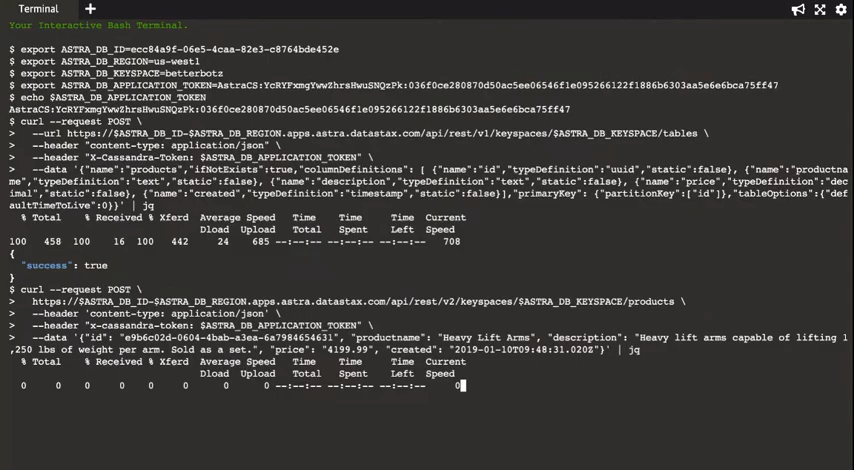 Terminal +
Your Interactive Bash Terminal.
$ export ASTRA_DB_ID=ecc84a9f-06e5-4caa-82e3-c8764bde452e
$ export ASTRA_DB_REGION=us-west1
$ export ASTRA_DB_KEYSPACE=betterbotz
$ export ASTRA_DB_APPLICATION_TOKEN=AstraCS:YcRYFxmgYwwZhrsHwuSNQzPk:036f0ce280870d50ac5ee06546f1e095266122f1886b6303aa5e6e6bca75ff47
$ echo $ASTRA_DB_APPLICATION_TOKEN
AstraCS:YcRYFxmgYwwZhrsHwuSNQzPk:036f0ce280870d50ac5ee06546f1e095266122f1886b6303aa5e6e6bca75ff47
$ curl --request POST \
> --url https://$ASTRA_DB_ID-$ASTRA_DB_REGION.apps.astra.datastax.com/api/rest/v1/keyspaces/$ASTRA_DB_KEYSPACE/tables \
> --header "content-type: application/json" \
> --header "X-Cassandra-Token: $ASTRA_DB_APPLICATION_TOKEN" \
> --data '{"name":"products","ifNotExists":true,"columnDefinitions": [ {"name":"id","typeDefinition":"uuid","static":false}, {"name":"productna
me","typeDefinition":"text","static":false}, {"name":"description","typeDefinition":"text","static":false}, {"name":"price","typeDefinition":"dec
imal","static":false}, {"name":"created","typeDefinition":"timestamp","static":false}],"primaryKey": {"partitionKey":["id"]},"tableOptions":{"def
aultTimeToLive":0}}' | jq
% Total % Received % Xferd Average Speed Time Time Time Current
Dload Upload Total Spent Left Speed
100 458 100 16 100 442 24 685 --:--:-- --:--:-- --:--:-- 708
{
"success": true
}
$ curl --request POST \
> https://$ASTRA_DB_ID-$ASTRA_DB_REGION.apps.astra.datastax.com/api/rest/v2/keyspaces/$ASTRA_DB_KEYSPACE/products \
> --header 'content-type: application/json' \
> --header "x-cassandra-token: $ASTRA_DB_APPLICATION_TOKEN" \
> --data '{"id": "e9b6c02d-0604-4bab-a3ea-6a7984654631", "productname": "Heavy Lift Arms", "description": "Heavy lift arms capable of lifting 1
,250 lbs of weight per arm. Sold as a set.", "price": "4199.99", "created": "2019-01-10T09:48:31.020Z"}' | jq
% Total % Received % Xferd Average Speed Time Time Time Current
Dload Upload Total Spent Left Speed
0 0 0 0 0 0 0 0 --:--:-- --:--:-- --:--:-- 0